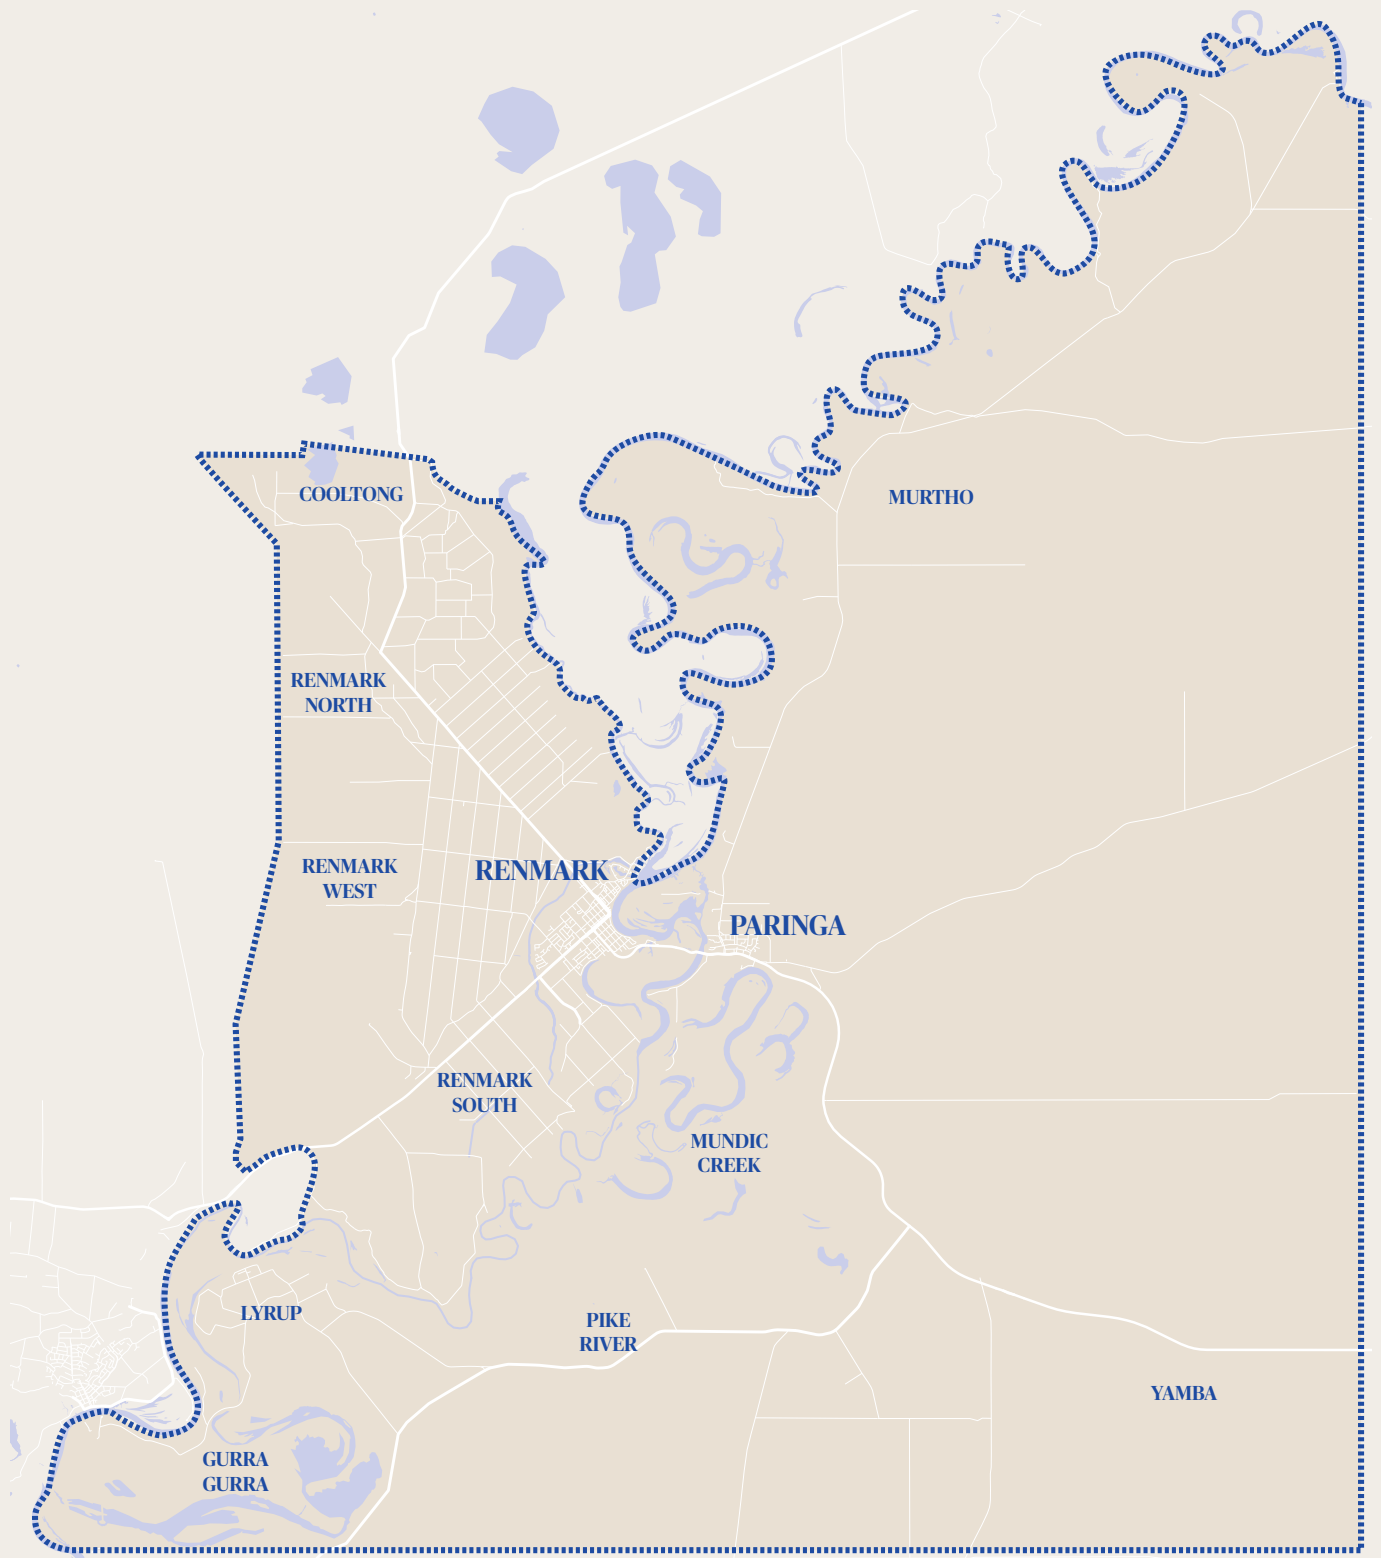 COOLTONG
MURTHO
RENMARK
NORTH
RENMARK
WEST
RENMARK
PARINGA
RENMARK
SOUTH
MUNDIC
CREEK
LYRUP
PIKE
RIVER
YAMBA
GURRA
GURRA